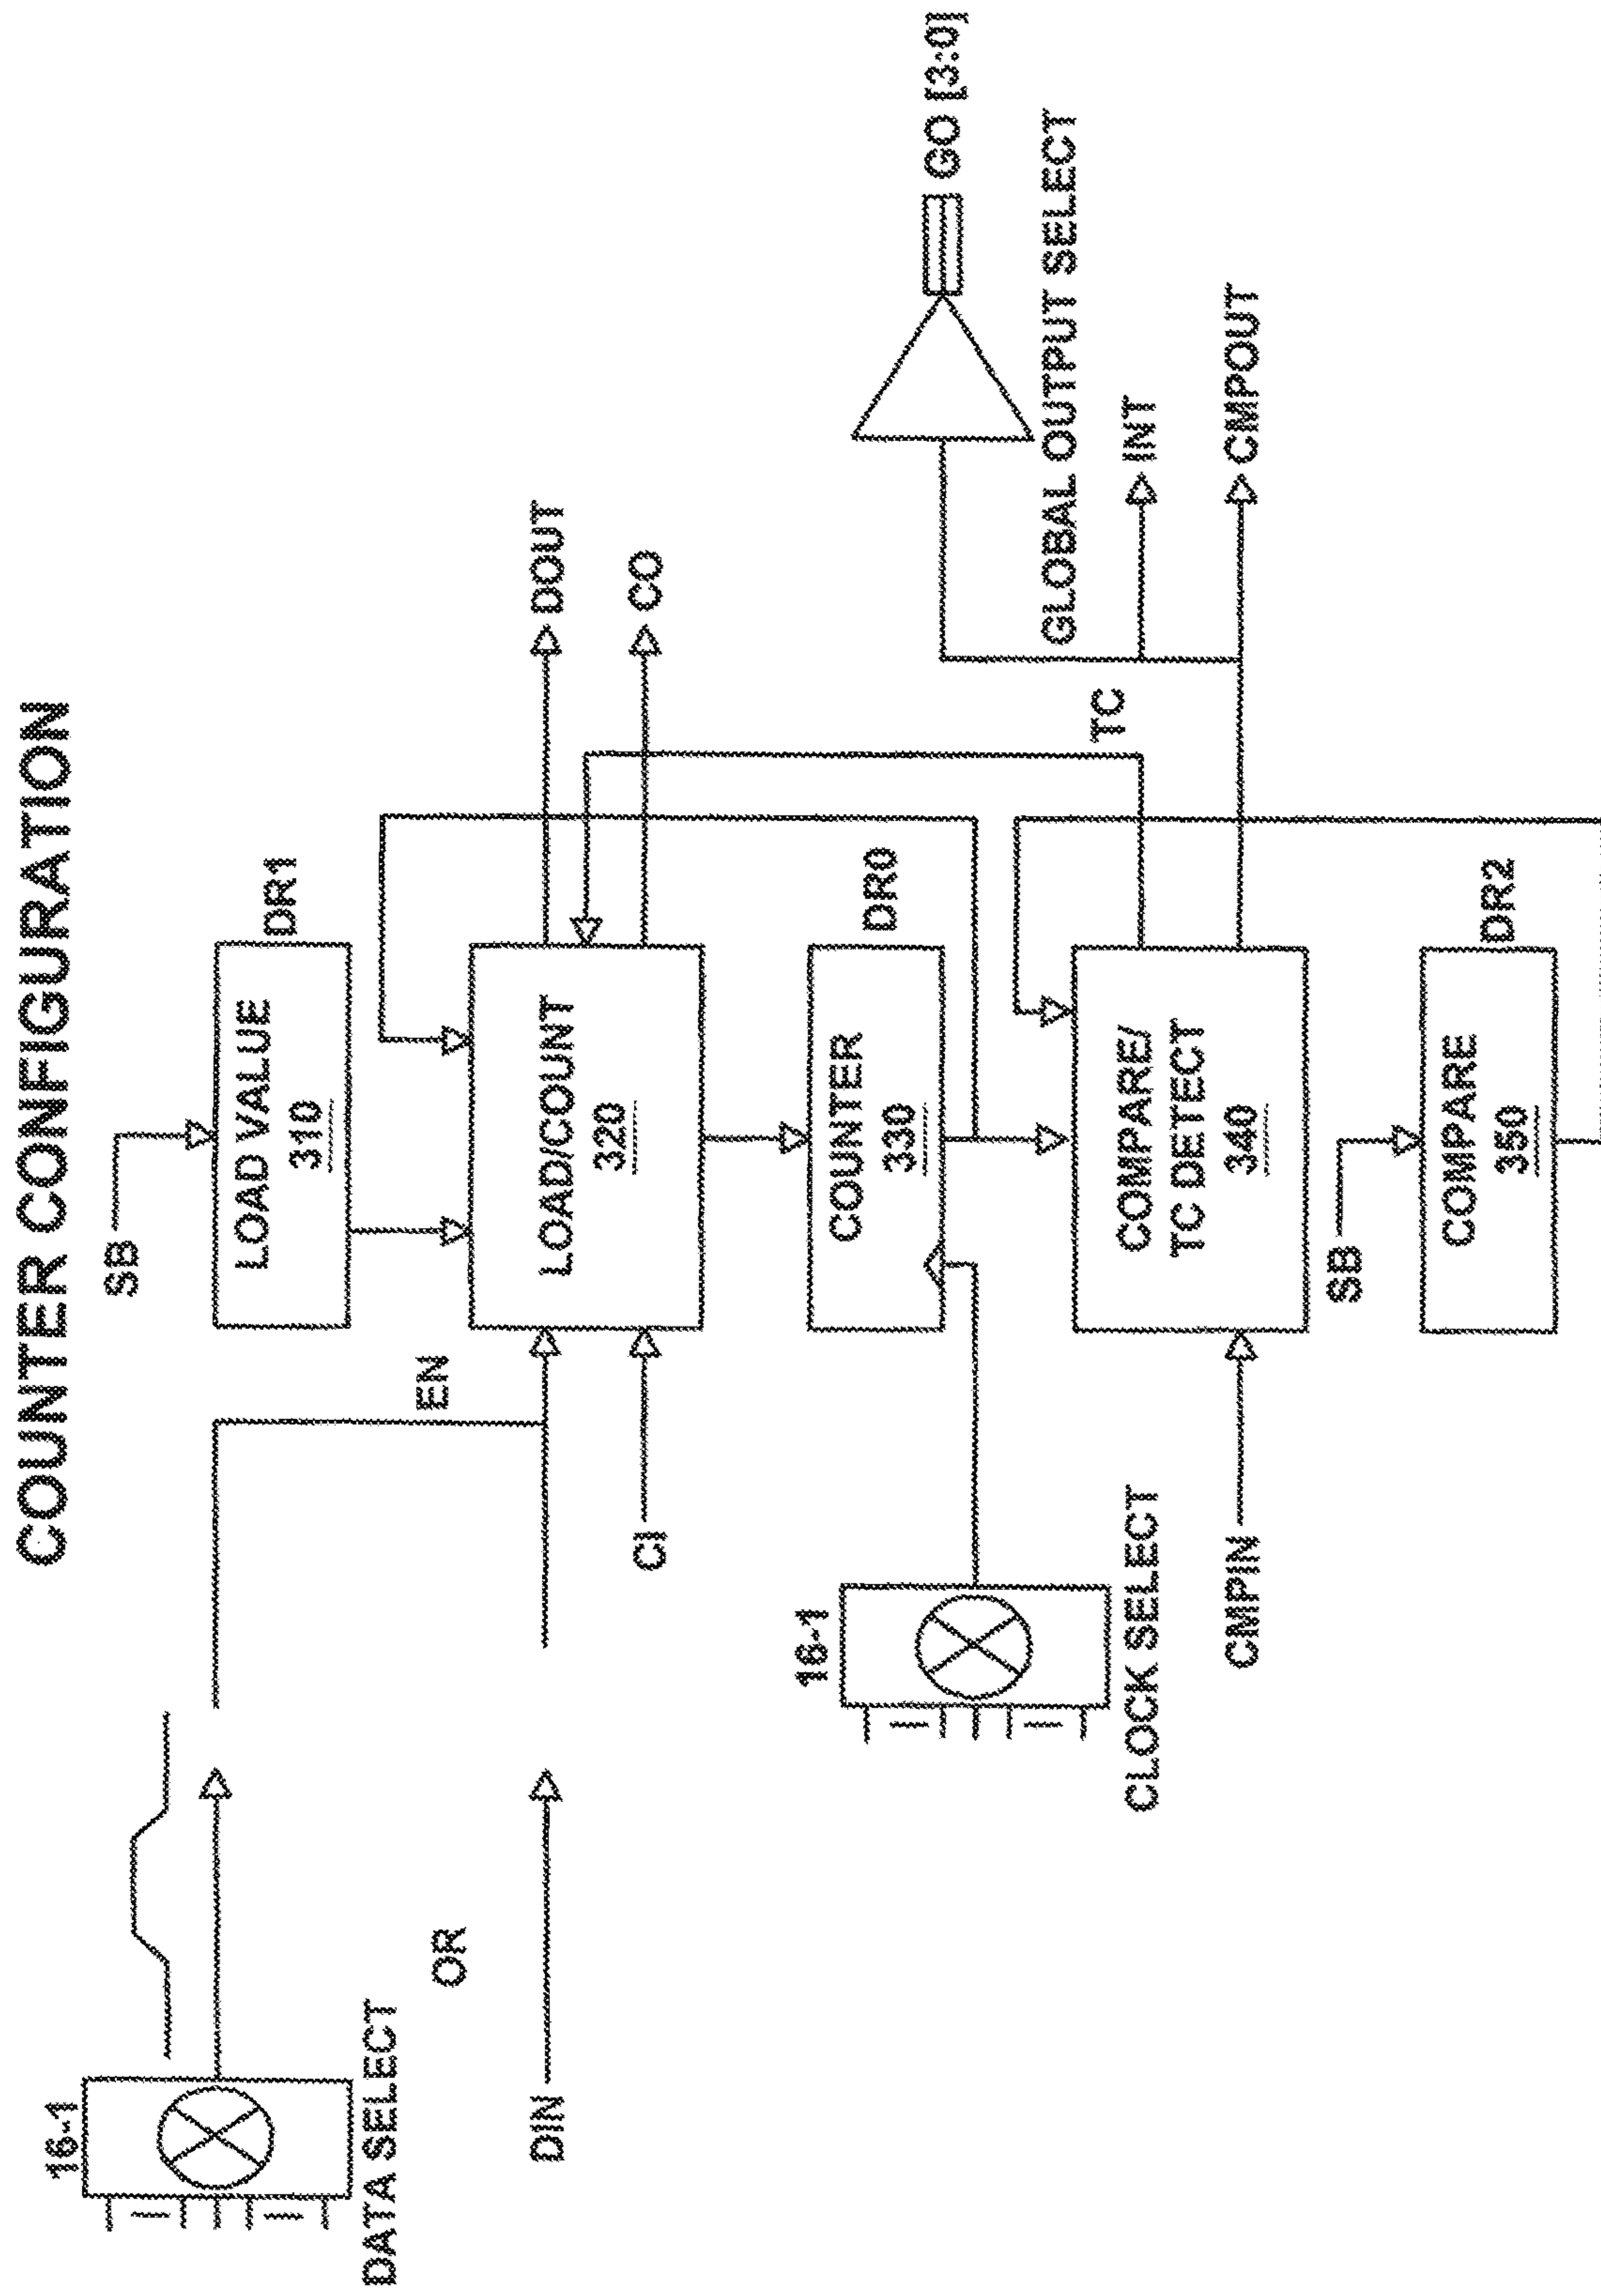 COUNTER CONFIGURATION
16-1
DATA SELECT
OR
DIN
SB
LOAD VALUE
310
DR1
EN
CI
LOAD/COUNT
320
DOUT
CO
16-1
CLOCK SELECT
COUNTER
330
DR0
TC
GO [3:0]
GLOBAL OUTPUT SELECT
INT
CMPOUT
CMPIN
COMPARE/
TC DETECT
340
SB
COMPARE
350
DR2